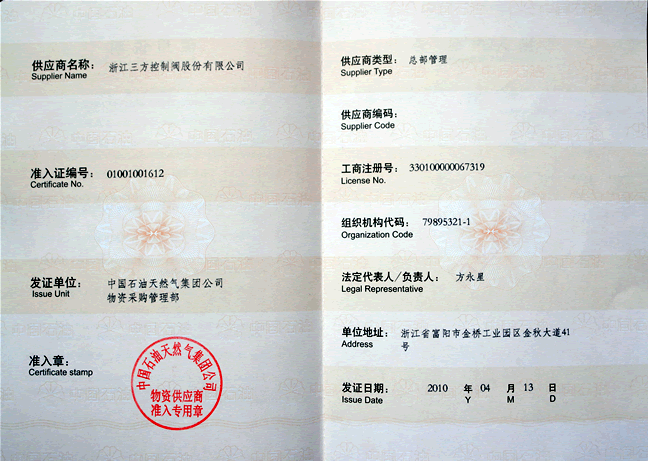 供应商名称： 浙江三方控制阀股份有限公司
Supplier Name
准入证编号： 01001001612
Certificate No.
发证单位： 中国石油天然气集团公司
Issue Unit 物资采购管理部
准入章：
Certificate stamp
中国石油天然气集团公司
物资供应商
准入专用章
供应商类型： 总部管理
Supplier Type
供应商编码：
Supplier Code
工商注册号： 330100000067319
License No.
组织机构代码： 79895321-1
Organization Code
法定代表人／负责人： 方永星
Legal Representative
单位地址： 浙江省富阳市金桥工业园区金秋大道41
Address 号
发证日期： 2010 年 04 月 13 日
Issue Date Y M D